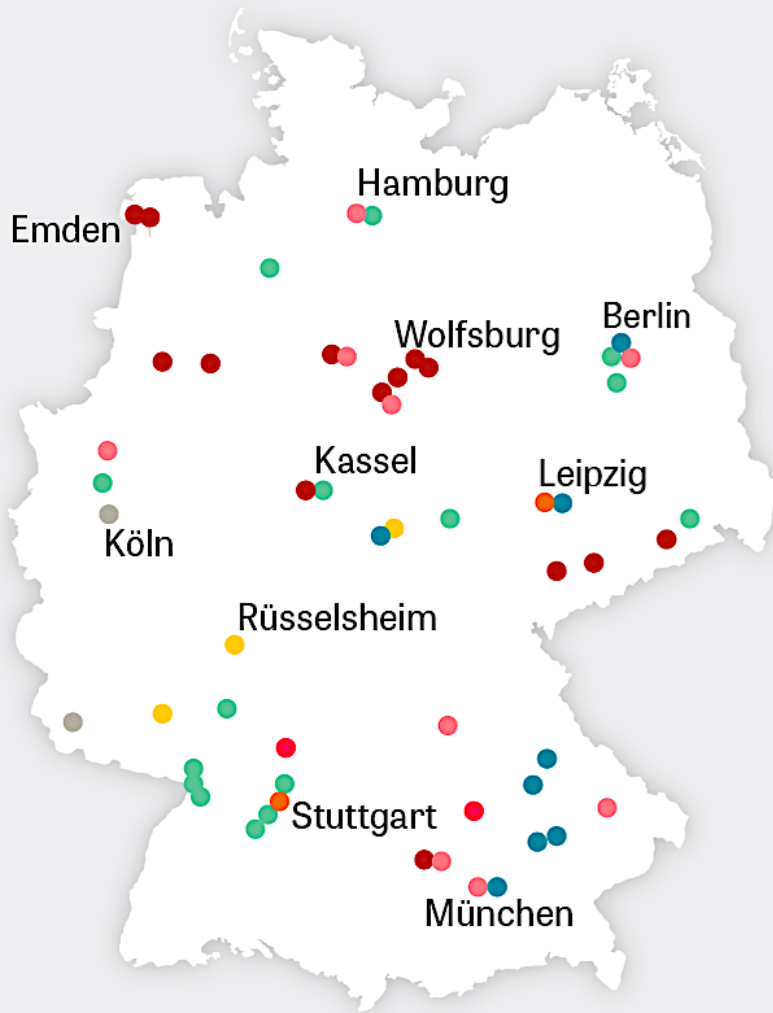 Hamburg
Emden
Berlin
Wolfsburg
Kassel
Leipzig
Köln
Rüsselsheim
Stuttgart
München